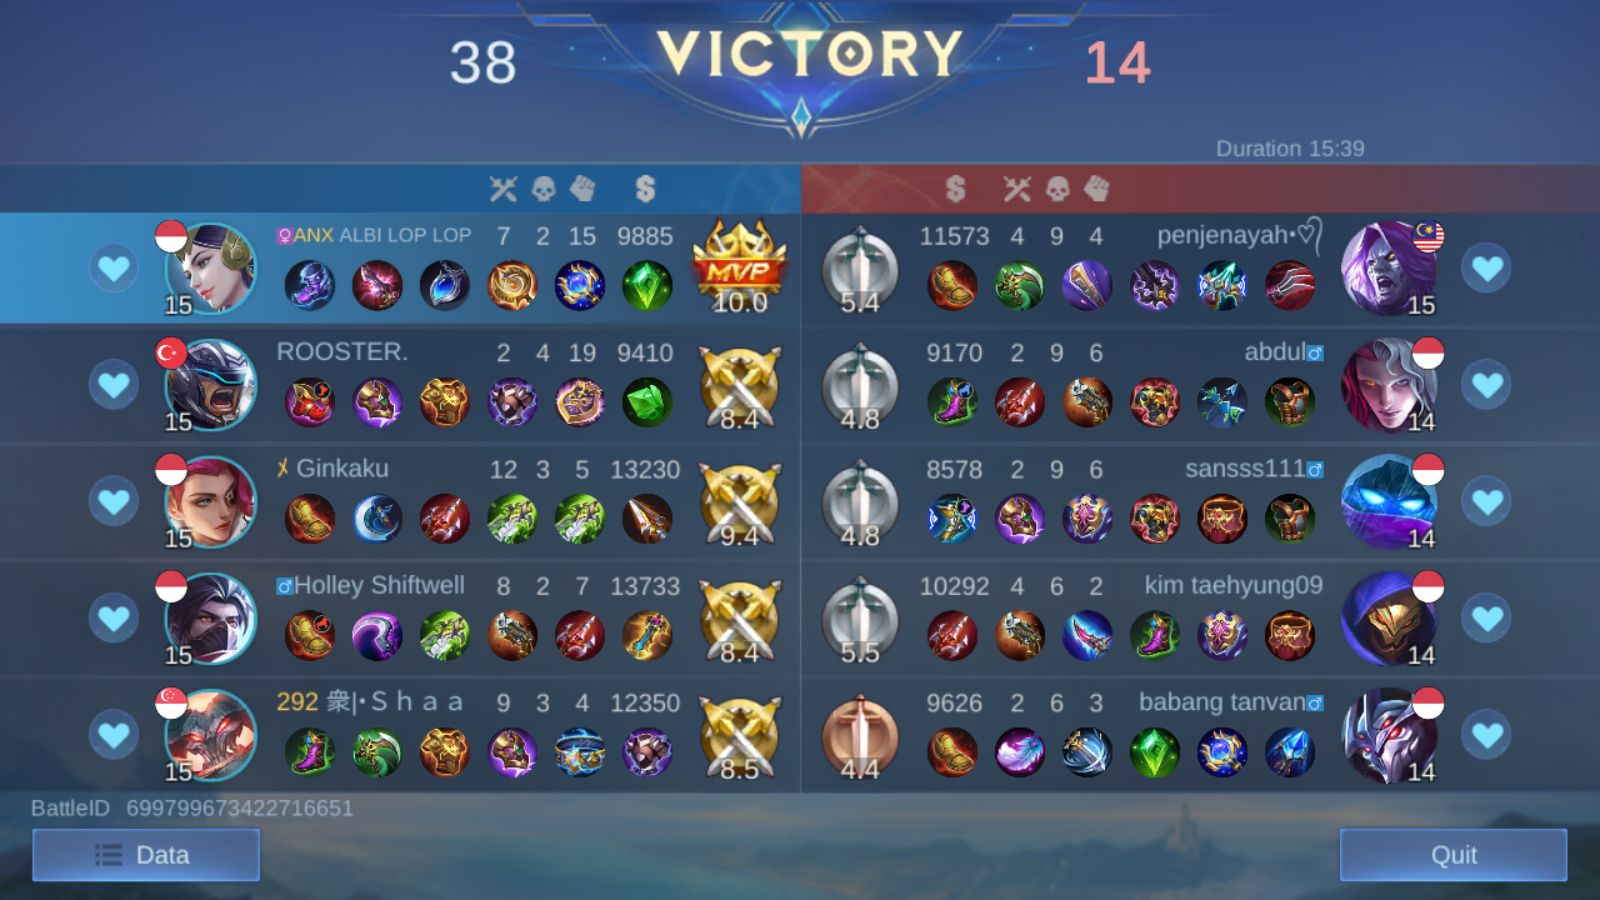 38 VICTORY 14
Duration 15:39
ANX ALBI LOP LOP 7 2 15 9885 MVP 10.0 15
5.4 11573 4 9 4 penjenayah•♡ 15
ROOSTER. 2 4 19 9410 8.4 15
4.8 9170 2 9 6 abdul♂ 14
Ginkaku 12 3 5 13230 9.4 15
4.8 8578 2 9 6 sansss111♂ 14
♂Holley Shiftwell 8 2 7 13733 8.4 15
5.5 10292 4 6 2 kim taehyung09 14
292 衆|•S h a a 9 3 4 12350 8.5 15
4.4 9626 2 6 3 babang tanvan♂ 14
BattleID 699799673422716651
Data
Quit